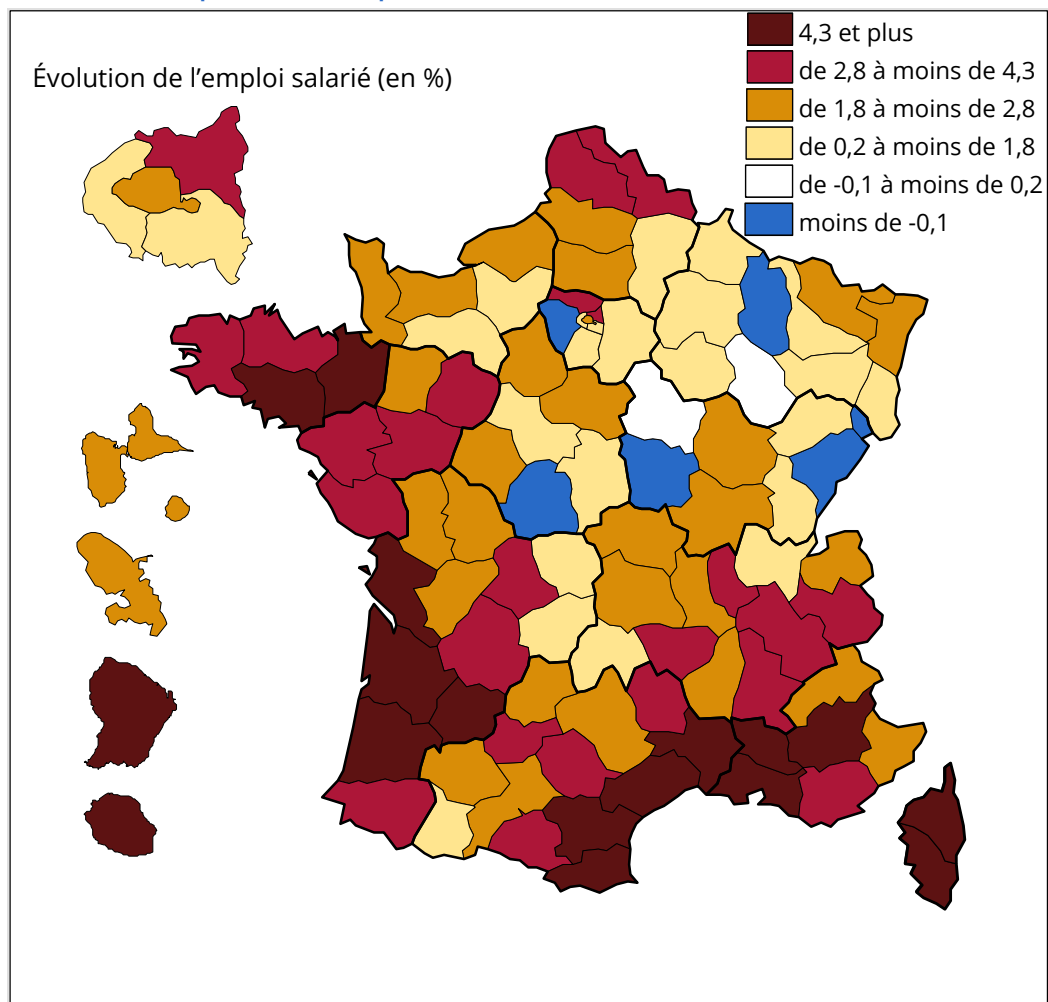 Évolution de l’emploi salarié (en %)
4,3 et plus
de 2,8 à moins de 4,3
de 1,8 à moins de 2,8
de 0,2 à moins de 1,8
de -0,1 à moins de 0,2
moins de -0,1